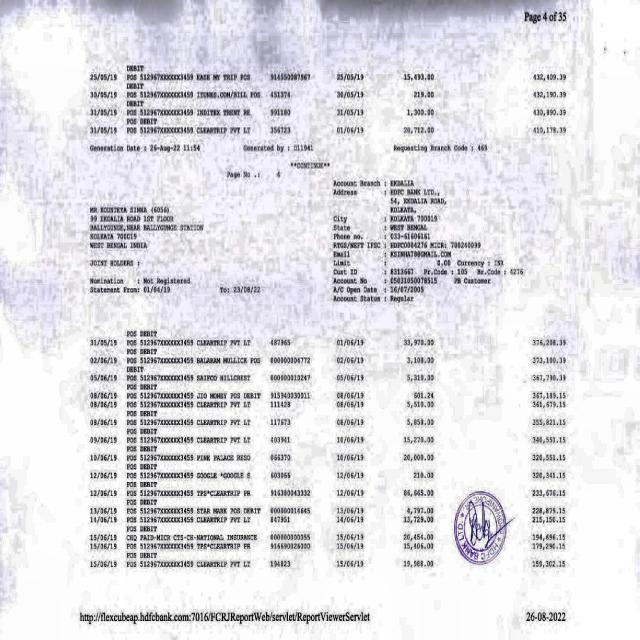 Page 4 of 35
DEBIT
25/05/19 POS 512967XXXXXX3459 EASE MY TRIP POS 914550087967 25/05/19 15,493.00 432,409.39
DEBIT
30/05/19 POS 512967XXXXXX3459 ITUNES.COM/BILL POS 451374 30/05/19 219.00 432,190.39
DEBIT
31/05/19 POS 512967XXXXXX3459 INDITEX TRENT RE 991180 31/05/19 1,300.00 430,890.39
POS DEBIT
31/05/19 POS 512967XXXXXX3459 CLEARTRIP PVT LT 356723 01/06/19 20,712.00 410,178.39
Generation Date : 26-Aug-22 11:54 Generated by : D11941 Requesting Branch Code : 469
**CONTINUE**
Page No .: 4
Account Branch : EKDALIA
Address : HDFC BANK LTD.,
54, EKDALIA ROAD,
KOLKATA,
MR KOUNTEYA SINHA (6056)
99 EKDALIA ROAD 1ST FLOOR
BALLYGUNGE,NEAR BALLYGUNGE STATION
KOLKATA 700019
WEST BENGAL INDIA
City : KOLKATA 700019
State : WEST BENGAL
Phone no. : 033-61606161
RTGS/NEFT IFSC : HDFC0004276 MICR: 700240099
Email : KSINHAT8@GMAIL.COM
JOINT HOLDERS :
Limit : 0.00 Currency : INR
Cust ID : 8313667 Pr.Code : 105 Br.Code : 4276
Nomination : Not Registered
Account No : 05031050078515 PB Customer
Statement From: 01/04/19 To: 23/08/22
A/C Open Date : 16/07/2005
Account Status : Regular
POS DEBIT
31/05/19 POS 512967XXXXXX3459 CLEARTRIP PVT LT 487965 01/06/19 33,970.00 376,208.39
POS DEBIT
02/06/19 POS 512967XXXXXX3459 BALARAM MULLICK POS 000000006772 02/06/19 3,108.00 373,100.39
DEBIT
05/06/19 POS 512967XXXXXX3459 SAIFCO HILLCREST 000000010247 05/06/19 5,310.00 367,790.39
POS DEBIT
08/06/19 POS 512967XXXXXX3459 JIO MONEY POS DEBIT 915940030011 08/06/19 601.24 367,189.15
08/06/19 POS 512967XXXXXX3459 CLEARTRIP PVT LT 111428 08/06/19 5,510.00 361,679.15
POS DEBIT
08/06/19 POS 512967XXXXXX3459 CLEARTRIP PVT LT 117673 08/06/19 5,858.00 355,821.15
POS DEBIT
09/06/19 POS 512967XXXXXX3459 CLEARTRIP PVT LT 403941 10/06/19 15,270.00 340,551.15
POS DEBIT
10/06/19 POS 512967XXXXXX3459 PINE PALACE RESO 066370 10/06/19 20,000.00 320,551.15
POS DEBIT
12/06/19 POS 512967XXXXXX3459 GOOGLE *GOOGLE S 603066 12/06/19 210.00 320,341.15
POS DEBIT
12/06/19 POS 512967XXXXXX3459 TPS*CLEARTRIP PR 916380043332 12/06/19 86,665.00 233,676.15
POS DEBIT
13/06/19 POS 512967XXXXXX3459 STAR MARK POS DEBIT 000000016645 13/06/19 4,797.00 228,879.15
14/06/19 POS 512967XXXXXX3459 CLEARTRIP PVT LT 847951 14/06/19 13,729.00 215,150.15
POS DEBIT
15/06/19 CHQ PAID-MICR CTS-CH-NATIONAL INSURANCE 000000000055 15/06/19 20,454.00 194,696.15
15/06/19 POS 512967XXXXXX3459 TPS*CLEARTRIP PR 916690026000 15/06/19 15,406.00 179,290.15
POS DEBIT
15/06/19 POS 512967XXXXXX3459 CLEARTRIP PVT LT 194823 15/06/19 19,988.00 159,302.15
HDFC BANK LTD
http://flexcubeap.hdfcbank.com:7016/FCRJReportWeb/servlet/ReportViewerServlet 26-08-2022